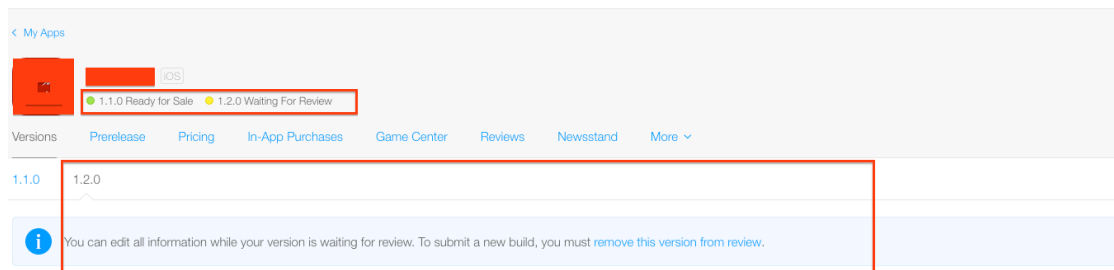 < My Apps
iOS
1.1.0 Ready for Sale 1.2.0 Waiting For Review
Versions Prerelease Pricing In-App Purchases Game Center Reviews Newsstand More
1.1.0 1.2.0
You can edit all information while your version is waiting for review. To submit a new build, you must remove this version from review.